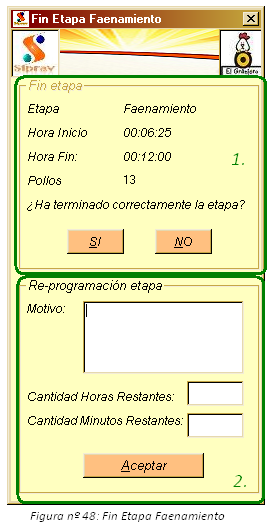 Fin Etapa Faenamiento
Siprav
El Granjero
Fin etapa
Etapa Faenamiento
Hora Inicio 00:06:25
Hora Fin: 00:12:00
Pollos 13
¿Ha terminado correctamente la etapa?
1.
SI NO
Re-programación etapa
Motivo:
Cantidad Horas Restantes:
Cantidad Minutos Restantes:
Aceptar
2.
Figura nº 48: Fin Etapa Faenamiento